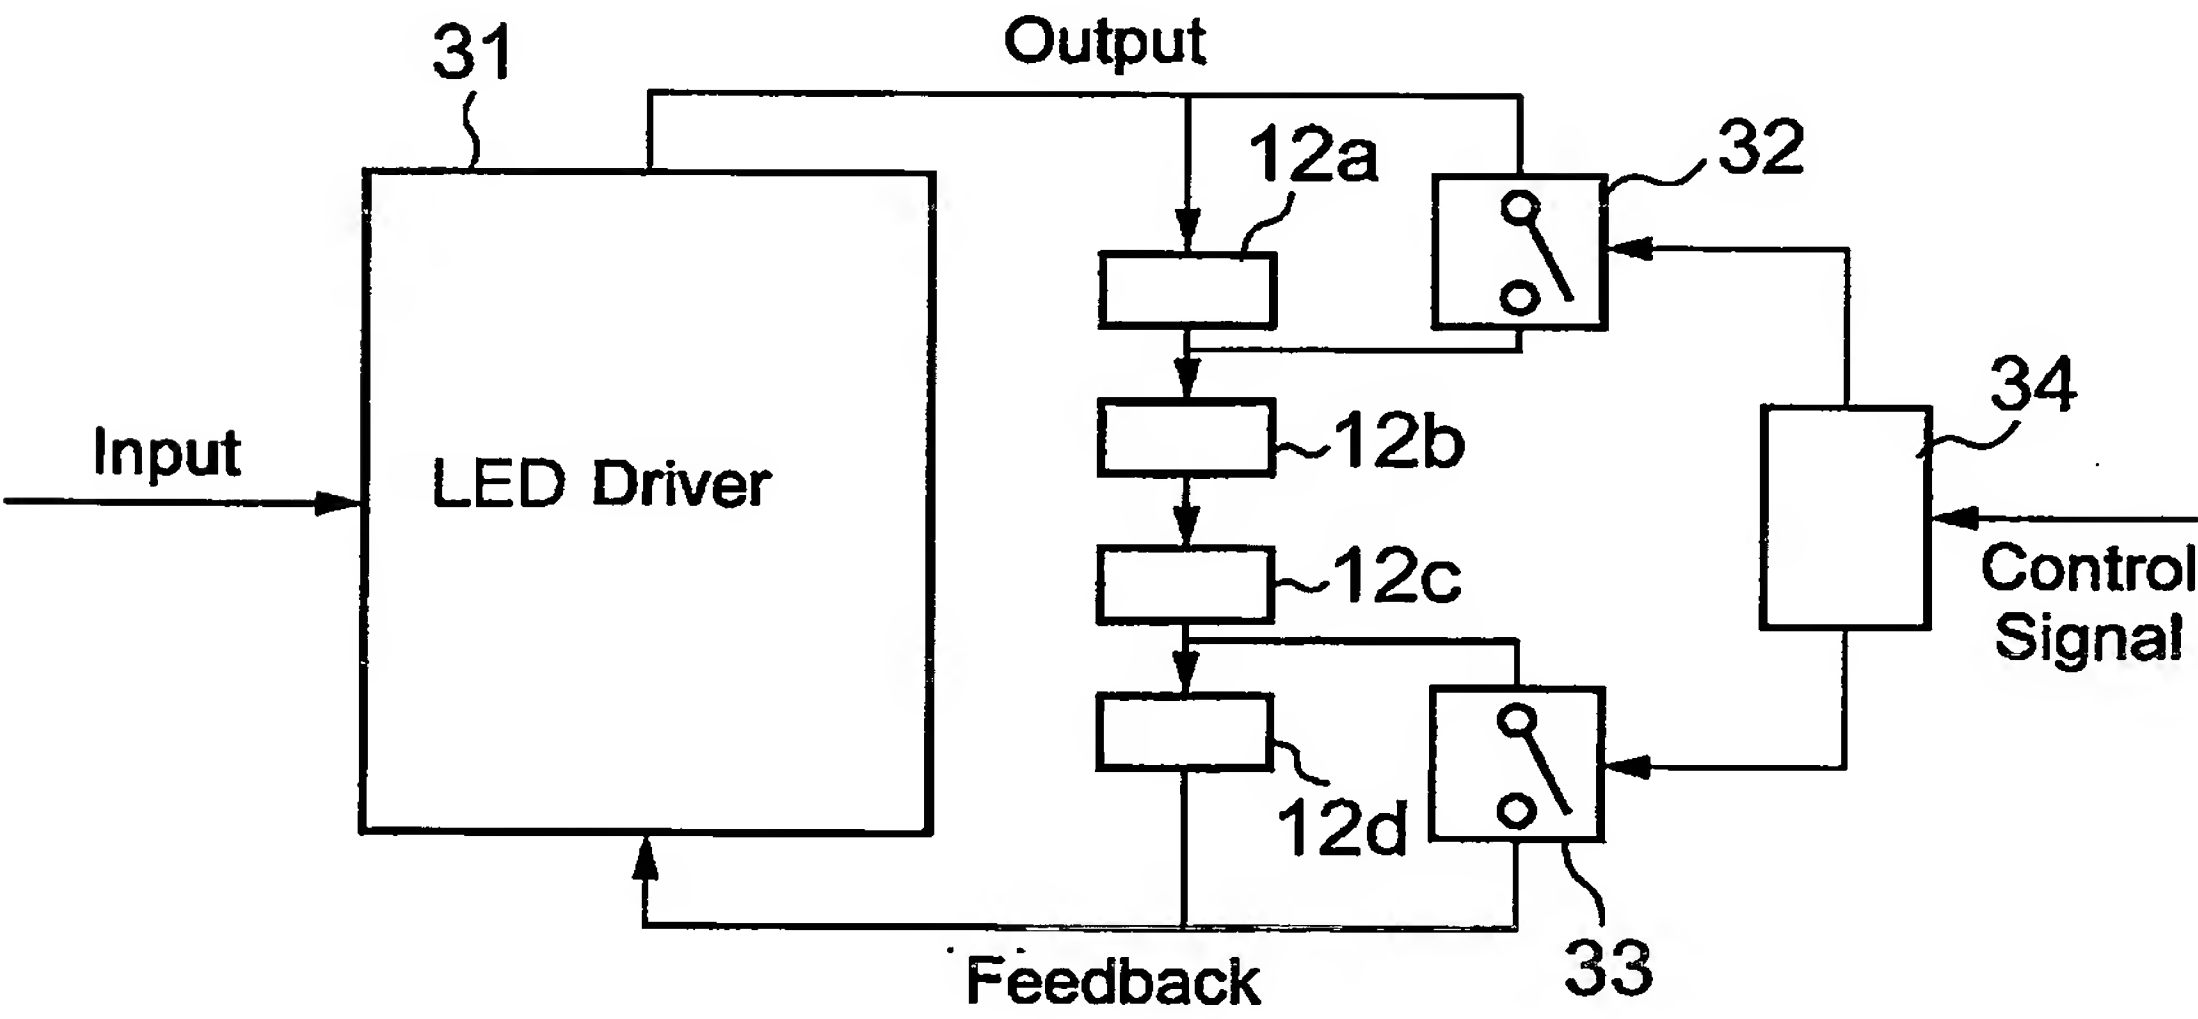 31
Output
12a
32
34
Input
LED Driver
12b
12c
Control
Signal
12d
33
Feedback